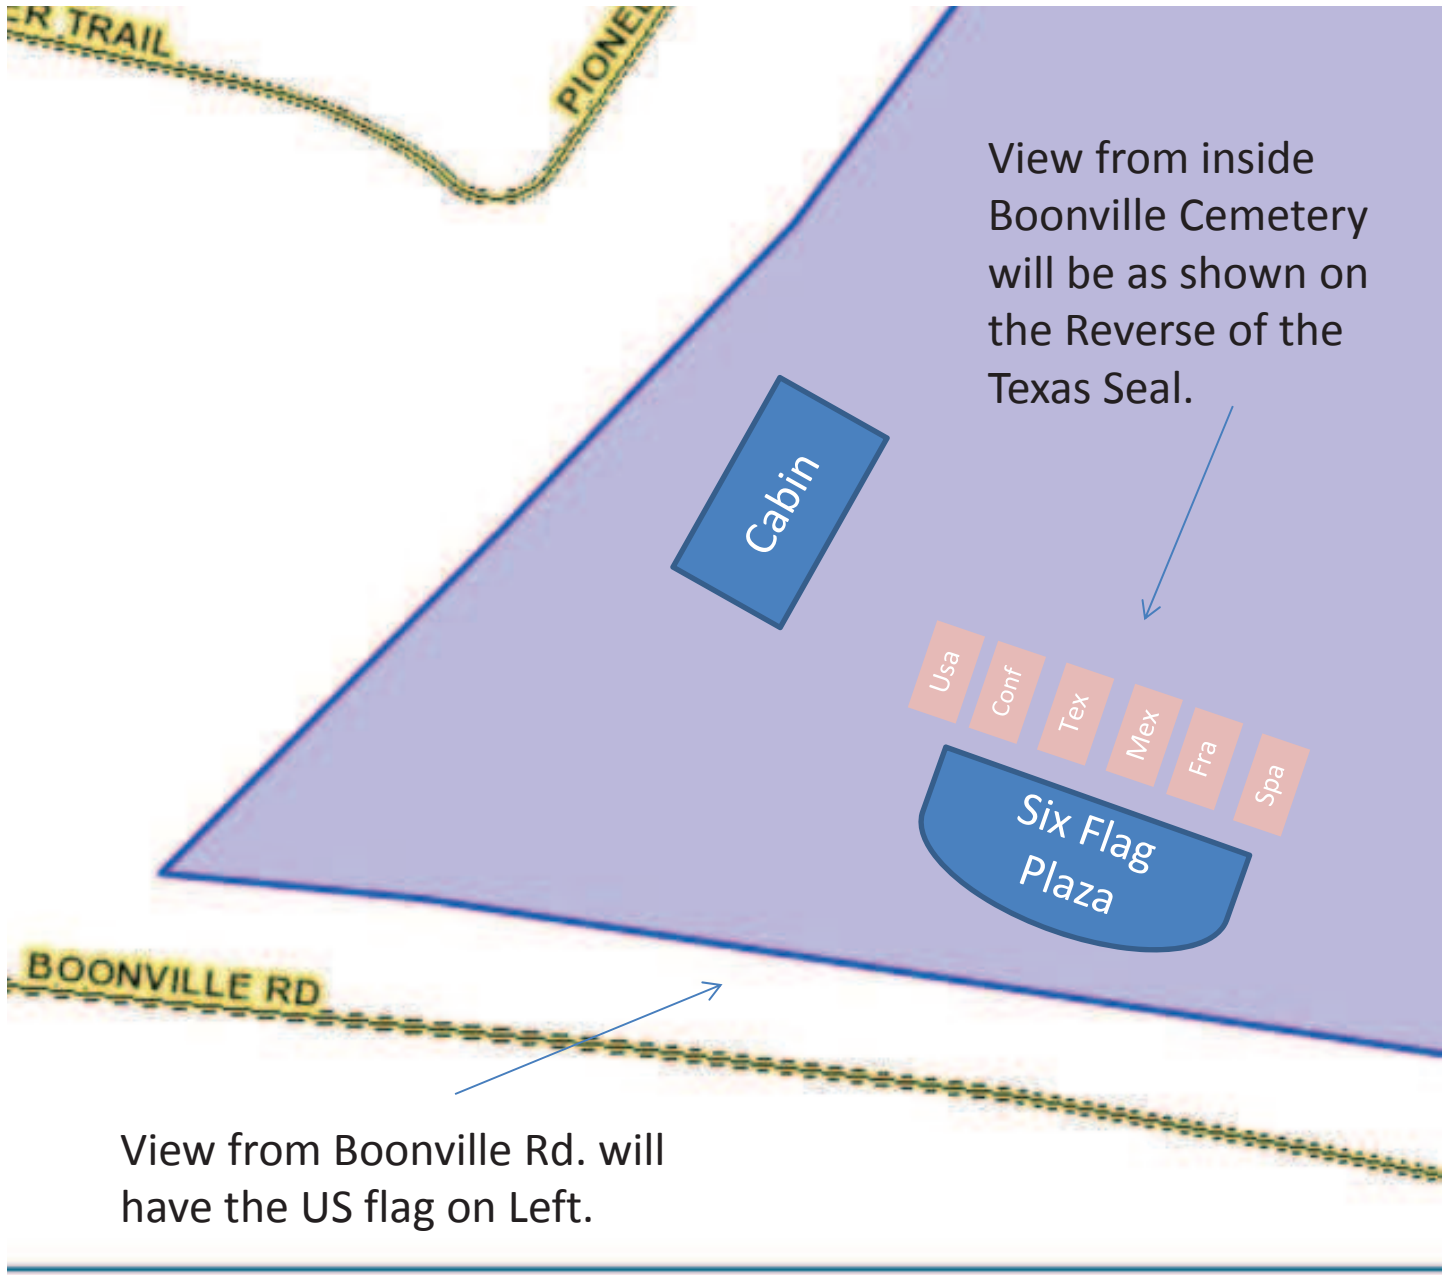 ER TRAIL
PIONE
View from inside
Boonville Cemetery
will be as shown on
the Reverse of the
Texas Seal.
Cabin
Usa
Conf
Tex
Mex
Fra
Spa
Six Flag
Plaza
BOONVILLE RD
View from Boonville Rd. will
have the US flag on Left.